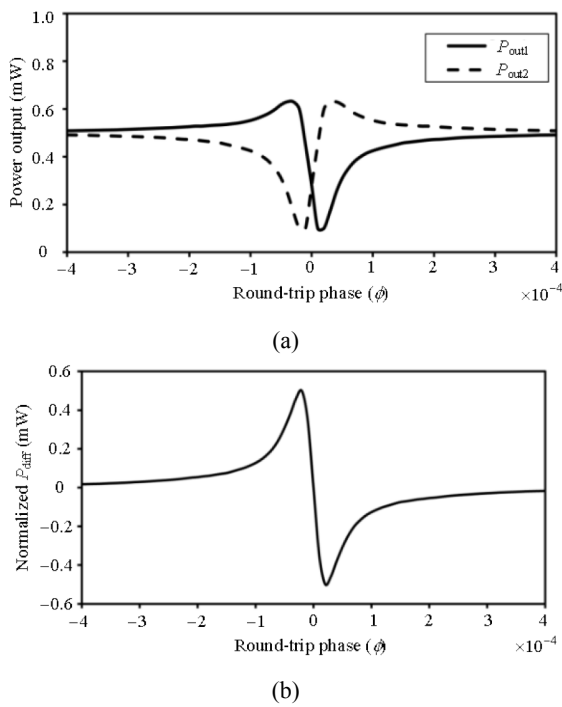 Power output (mW)
1.0
0.8
0.6
0.4
0.2
0
P out1
P out2
−4 −3 −2 −1 0 1 2 3 4
Round-trip phase (ϕ)
×10−4
(a)
Normalized P diff (mW)
0.6
0.4
0.2
0
−0.2
−0.4
−0.6
−4 −3 −2 −1 0 1 2 3 4
Round-trip phase (ϕ)
×10−4
(b)